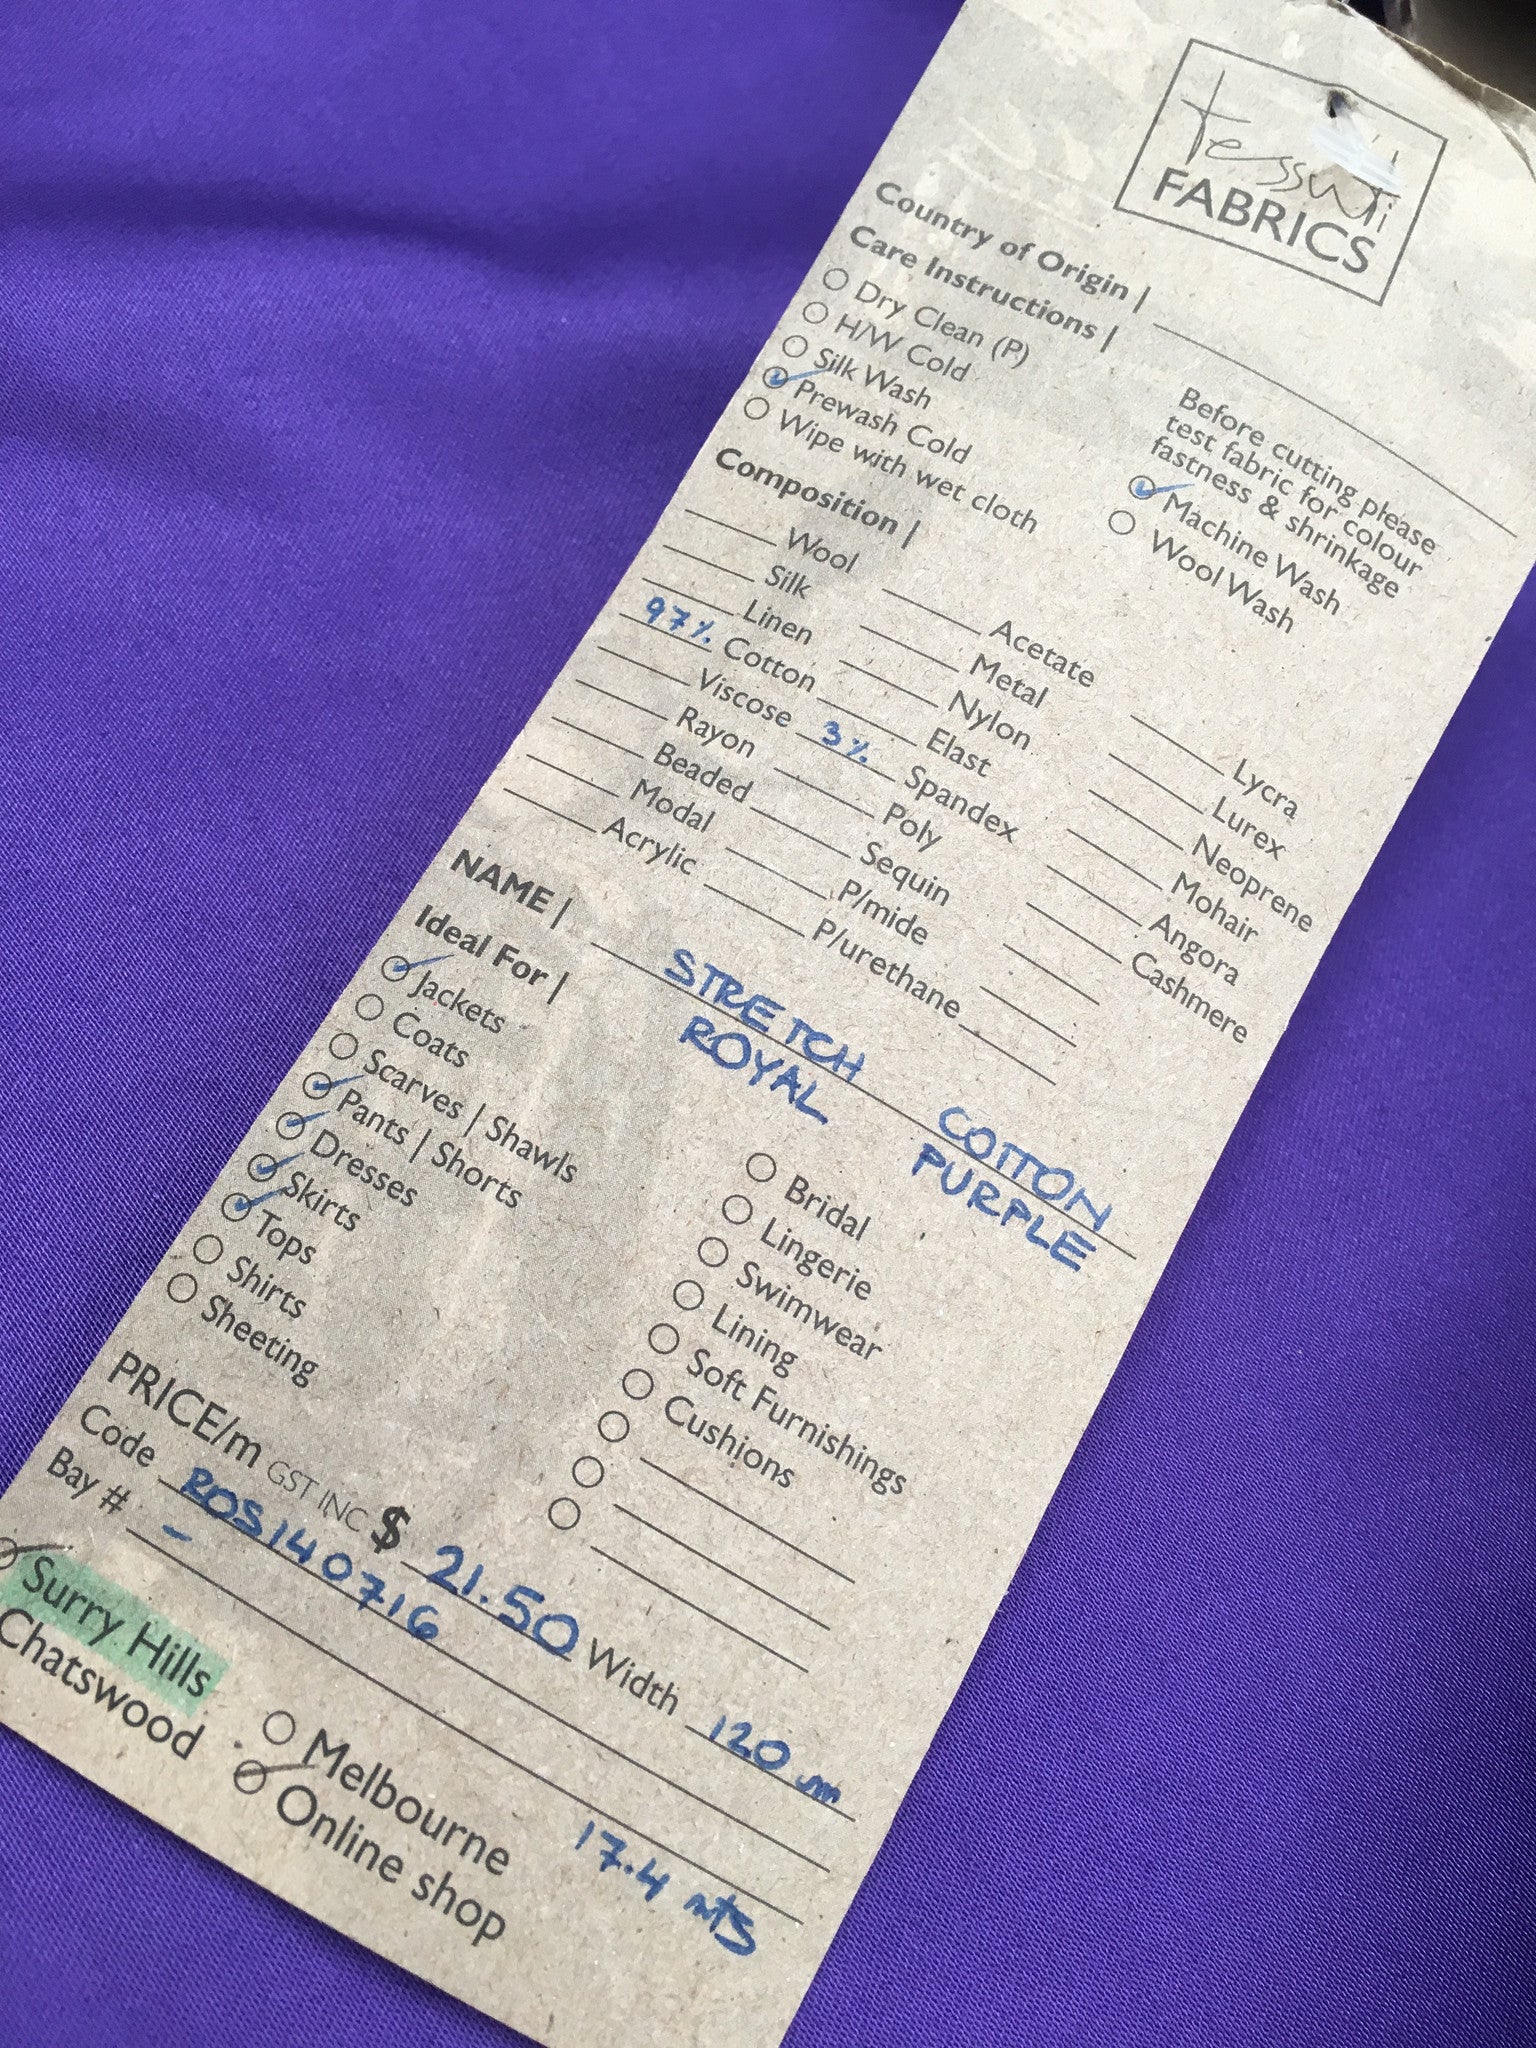 tessuti
FABRICS
Country of Origin |
Care Instructions |
Dry Clean (P)
H/W Cold
Silk Wash
Prewash Cold
Wipe with wet cloth
Before cutting please
test fabric for colour
fastness & shrinkage
Machine Wash
Wool Wash
Composition |
Wool
Silk
Linen
97% Cotton
Viscose
Rayon
Beaded
Modal
Acrylic
Acetate
Metal
Nylon
Elast
3% Spandex
Poly
Sequin
P/mide
P/urethane
Lycra
Lurex
Neoprene
Mohair
Angora
Cashmere
NAME | STRETCH COTTON
ROYAL PURPLE
Ideal For |
Jackets
Coats
Scarves | Shawls
Pants | Shorts
Dresses
Skirts
Tops
Shirts
Sheeting
Bridal
Lingerie
Swimwear
Lining
Soft Furnishings
Cushions
PRICE/m GST INC $ 21.50 Width 120 cm
Code ROS140716
Bay # -
Surry Hills
Chatswood
Melbourne
Online shop
17.4 mts